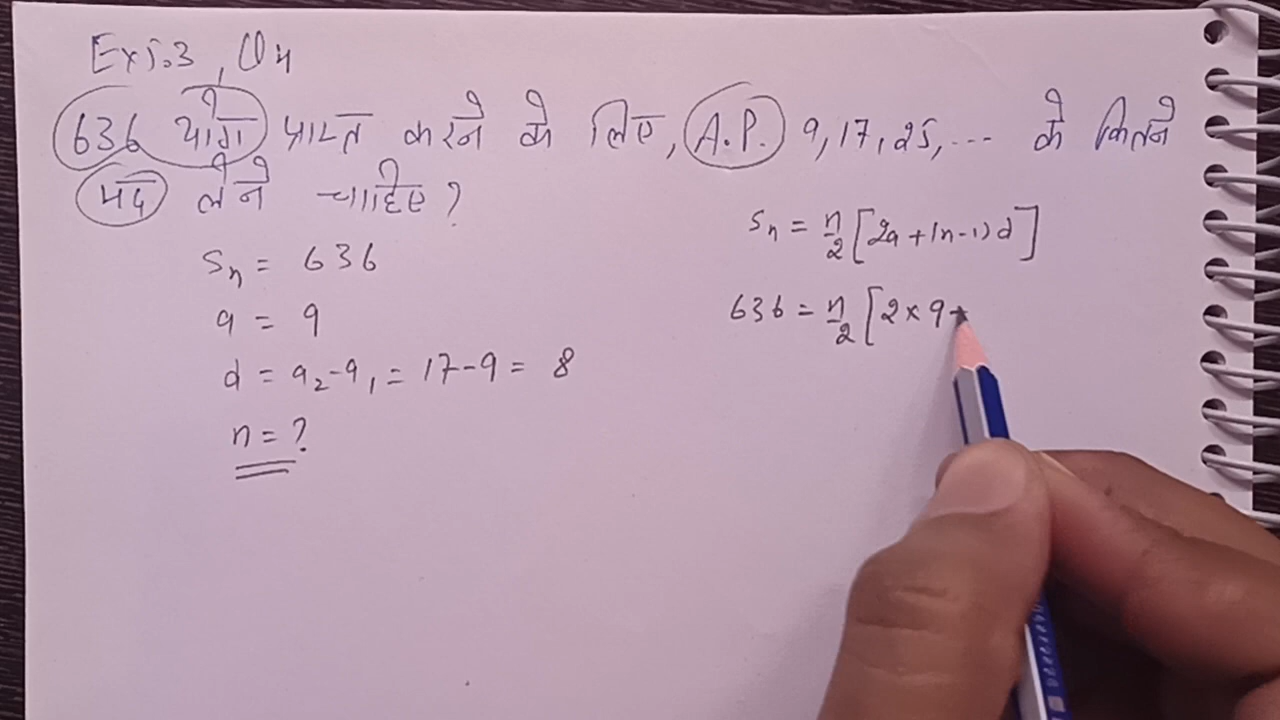 Ex 5.3, Q4
636 योग प्राप्त करने के लिए, A.P. 9, 17, 25, ... के कितने
पद लेने चाहिए?
Sn = 636
a = 9
d = a₂-a₁ = 17-9 = 8
n = ?
Sn = n/2 [2a + (n-1)d]
636 = n/2 [2×9+